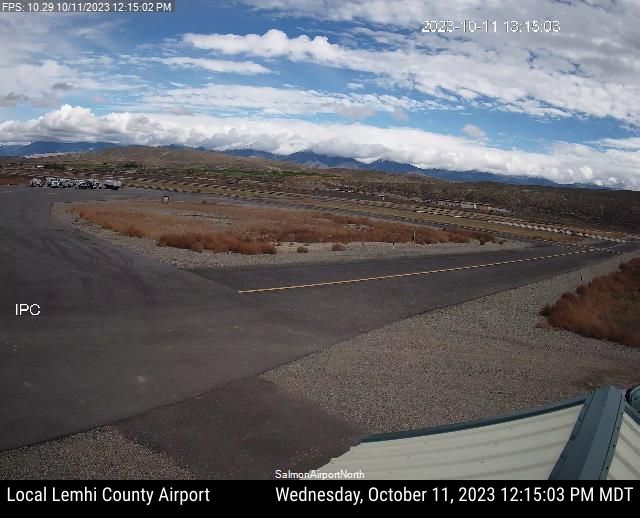 FPS: 10.29 10/11/2023 12:15:02 PM
2023-10-11 13:15:03
IPC
SalmonAirportNorth
Local Lemhi County Airport Wednesday, October 11, 2023 12:15:03 PM MDT